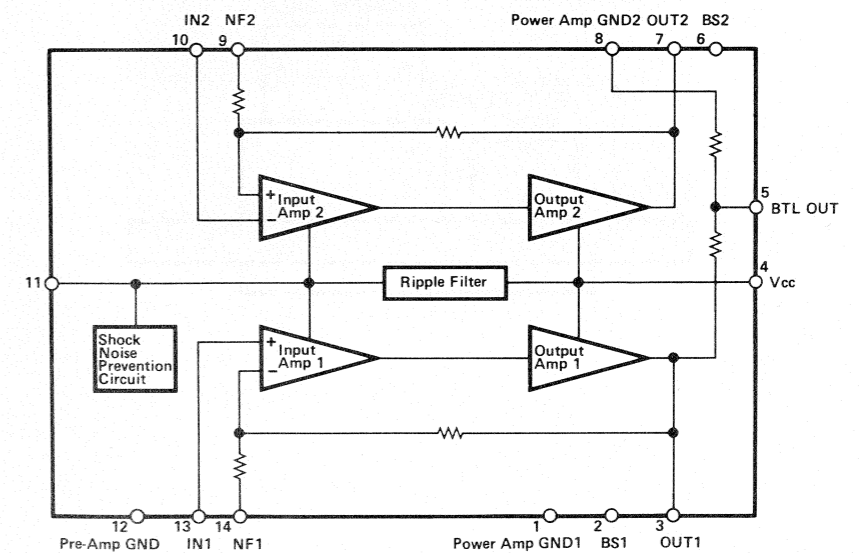 IN2 NF2 Power Amp GND2 OUT2 BS2
10 9 8 7 6
+ Input
Amp 2
−
Output
Amp 2
5
BTL OUT
4
Vcc
11
Ripple Filter
Shock
Noise
Prevention
Circuit
+ Input
Amp 1
−
Output
Amp 1
12 13 14 1 2 3
Pre-Amp GND IN1 NF1 Power Amp GND1 BS1 OUT1